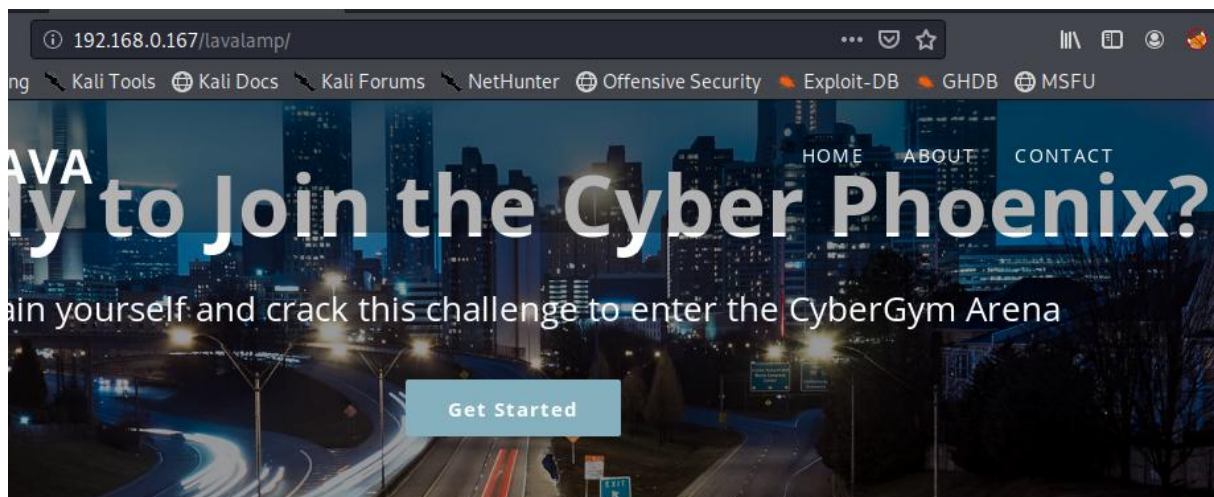 192.168.0.167/lavalamp/
ng Kali Tools Kali Docs Kali Forums NetHunter Offensive Security Exploit-DB GHDB MSFU
HOME ABOUT CONTACT
AVA
y to Join the Cyber Phoenix?
ain yourself and crack this challenge to enter the CyberGym Arena
Get Started
EXIT